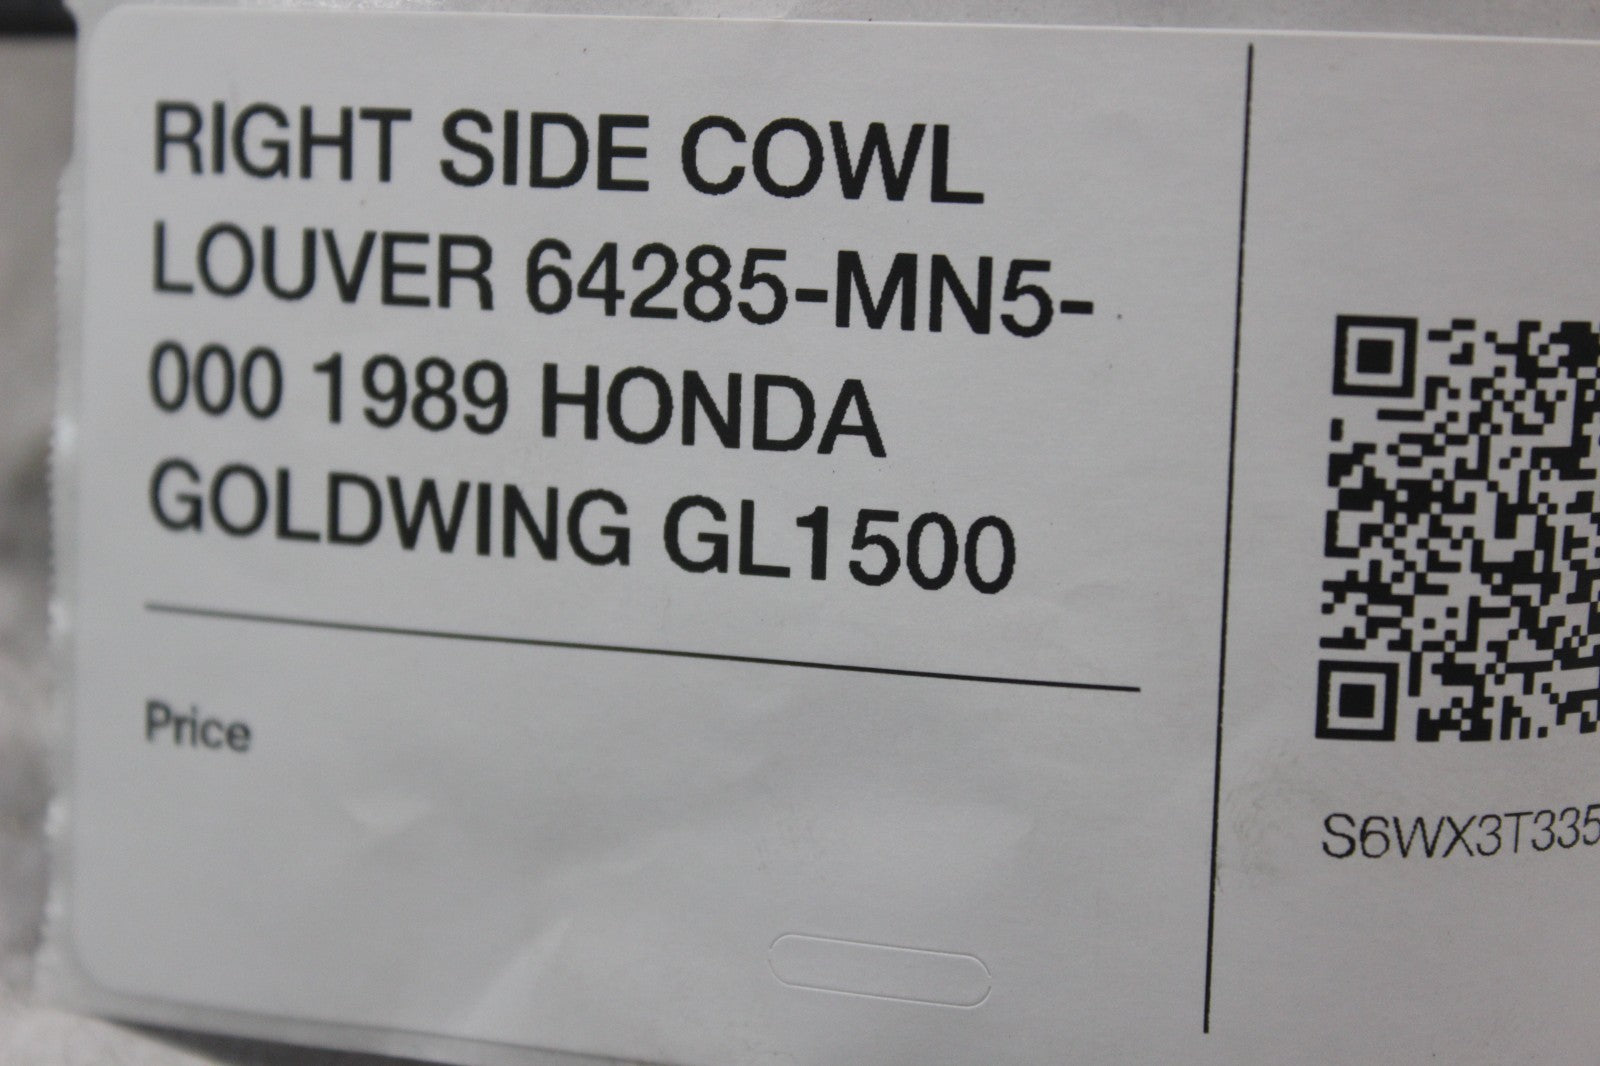 RIGHT SIDE COWL
LOUVER 64285-MN5-
000 1989 HONDA
GOLDWING GL1500
Price
S6WX3T335